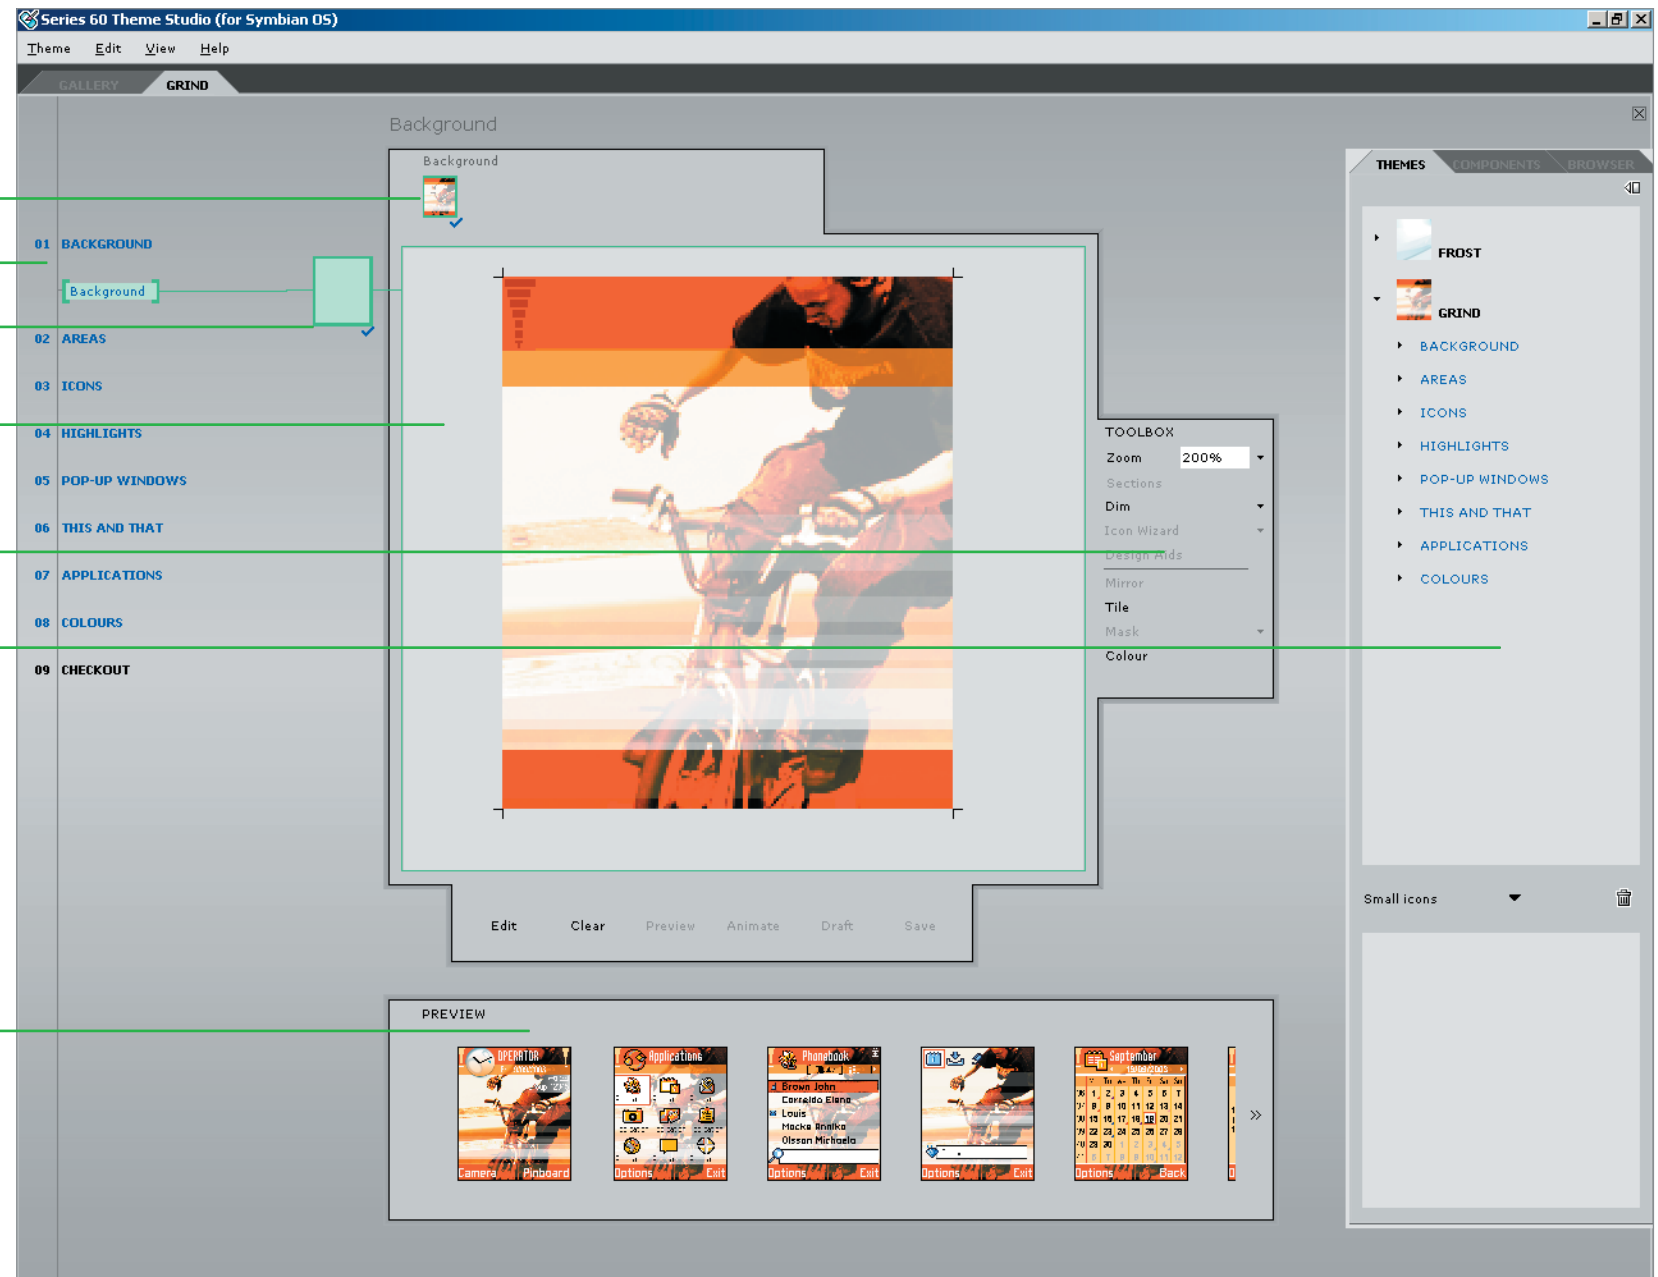 Series 60 Theme Studio (for Symbian OS)
Theme Edit View Help
GALLERY GRIND
Background
Background
01 BACKGROUND
Background
02 AREAS
03 ICONS
04 HIGHLIGHTS
05 POP-UP WINDOWS
06 THIS AND THAT
07 APPLICATIONS
08 COLOURS
09 CHECKOUT
TOOLBOX
Zoom 200%
Sections
Dim
Icon Wizard
Design Aids
Mirror
Tile
Mask
Colour
Edit Clear Preview Animate Draft Save
THEMES COMPONENTS BROWSER
FROST
GRIND
BACKGROUND
AREAS
ICONS
HIGHLIGHTS
POP-UP WINDOWS
THIS AND THAT
APPLICATIONS
COLOURS
Small icons
PREVIEW
OPERATOR
Camera Pinboard
Applications
Options Exit
Phonebook
Brown John
Louis
Macke Annika
Olsson Michaela
Options Exit
Options Exit
September
Options Back